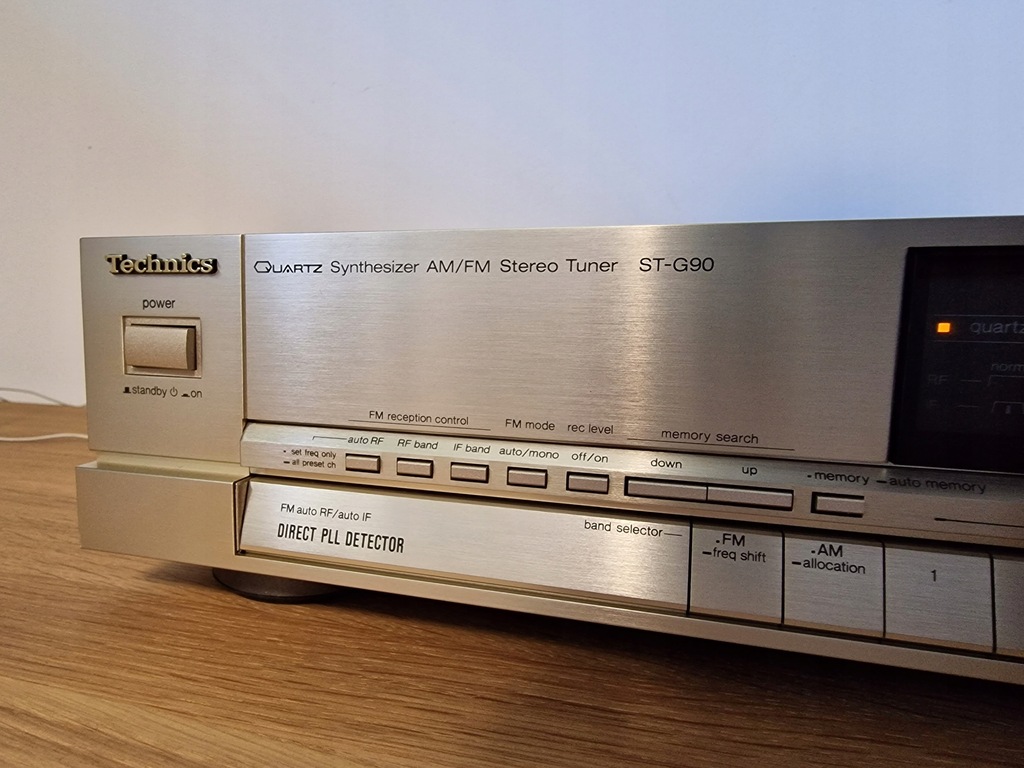 Technics
power
standby on
QUARTZ Synthesizer AM/FM Stereo Tuner ST-G90
quartz
FM reception control
FM mode
rec level
memory search
set freq only
all preset ch
auto RF
RF band
IF band
auto/mono
off/on
down
up
memory
auto memory
FM auto RF/auto IF
DIRECT PLL DETECTOR
band selector
FM
freq shift
AM
allocation
1